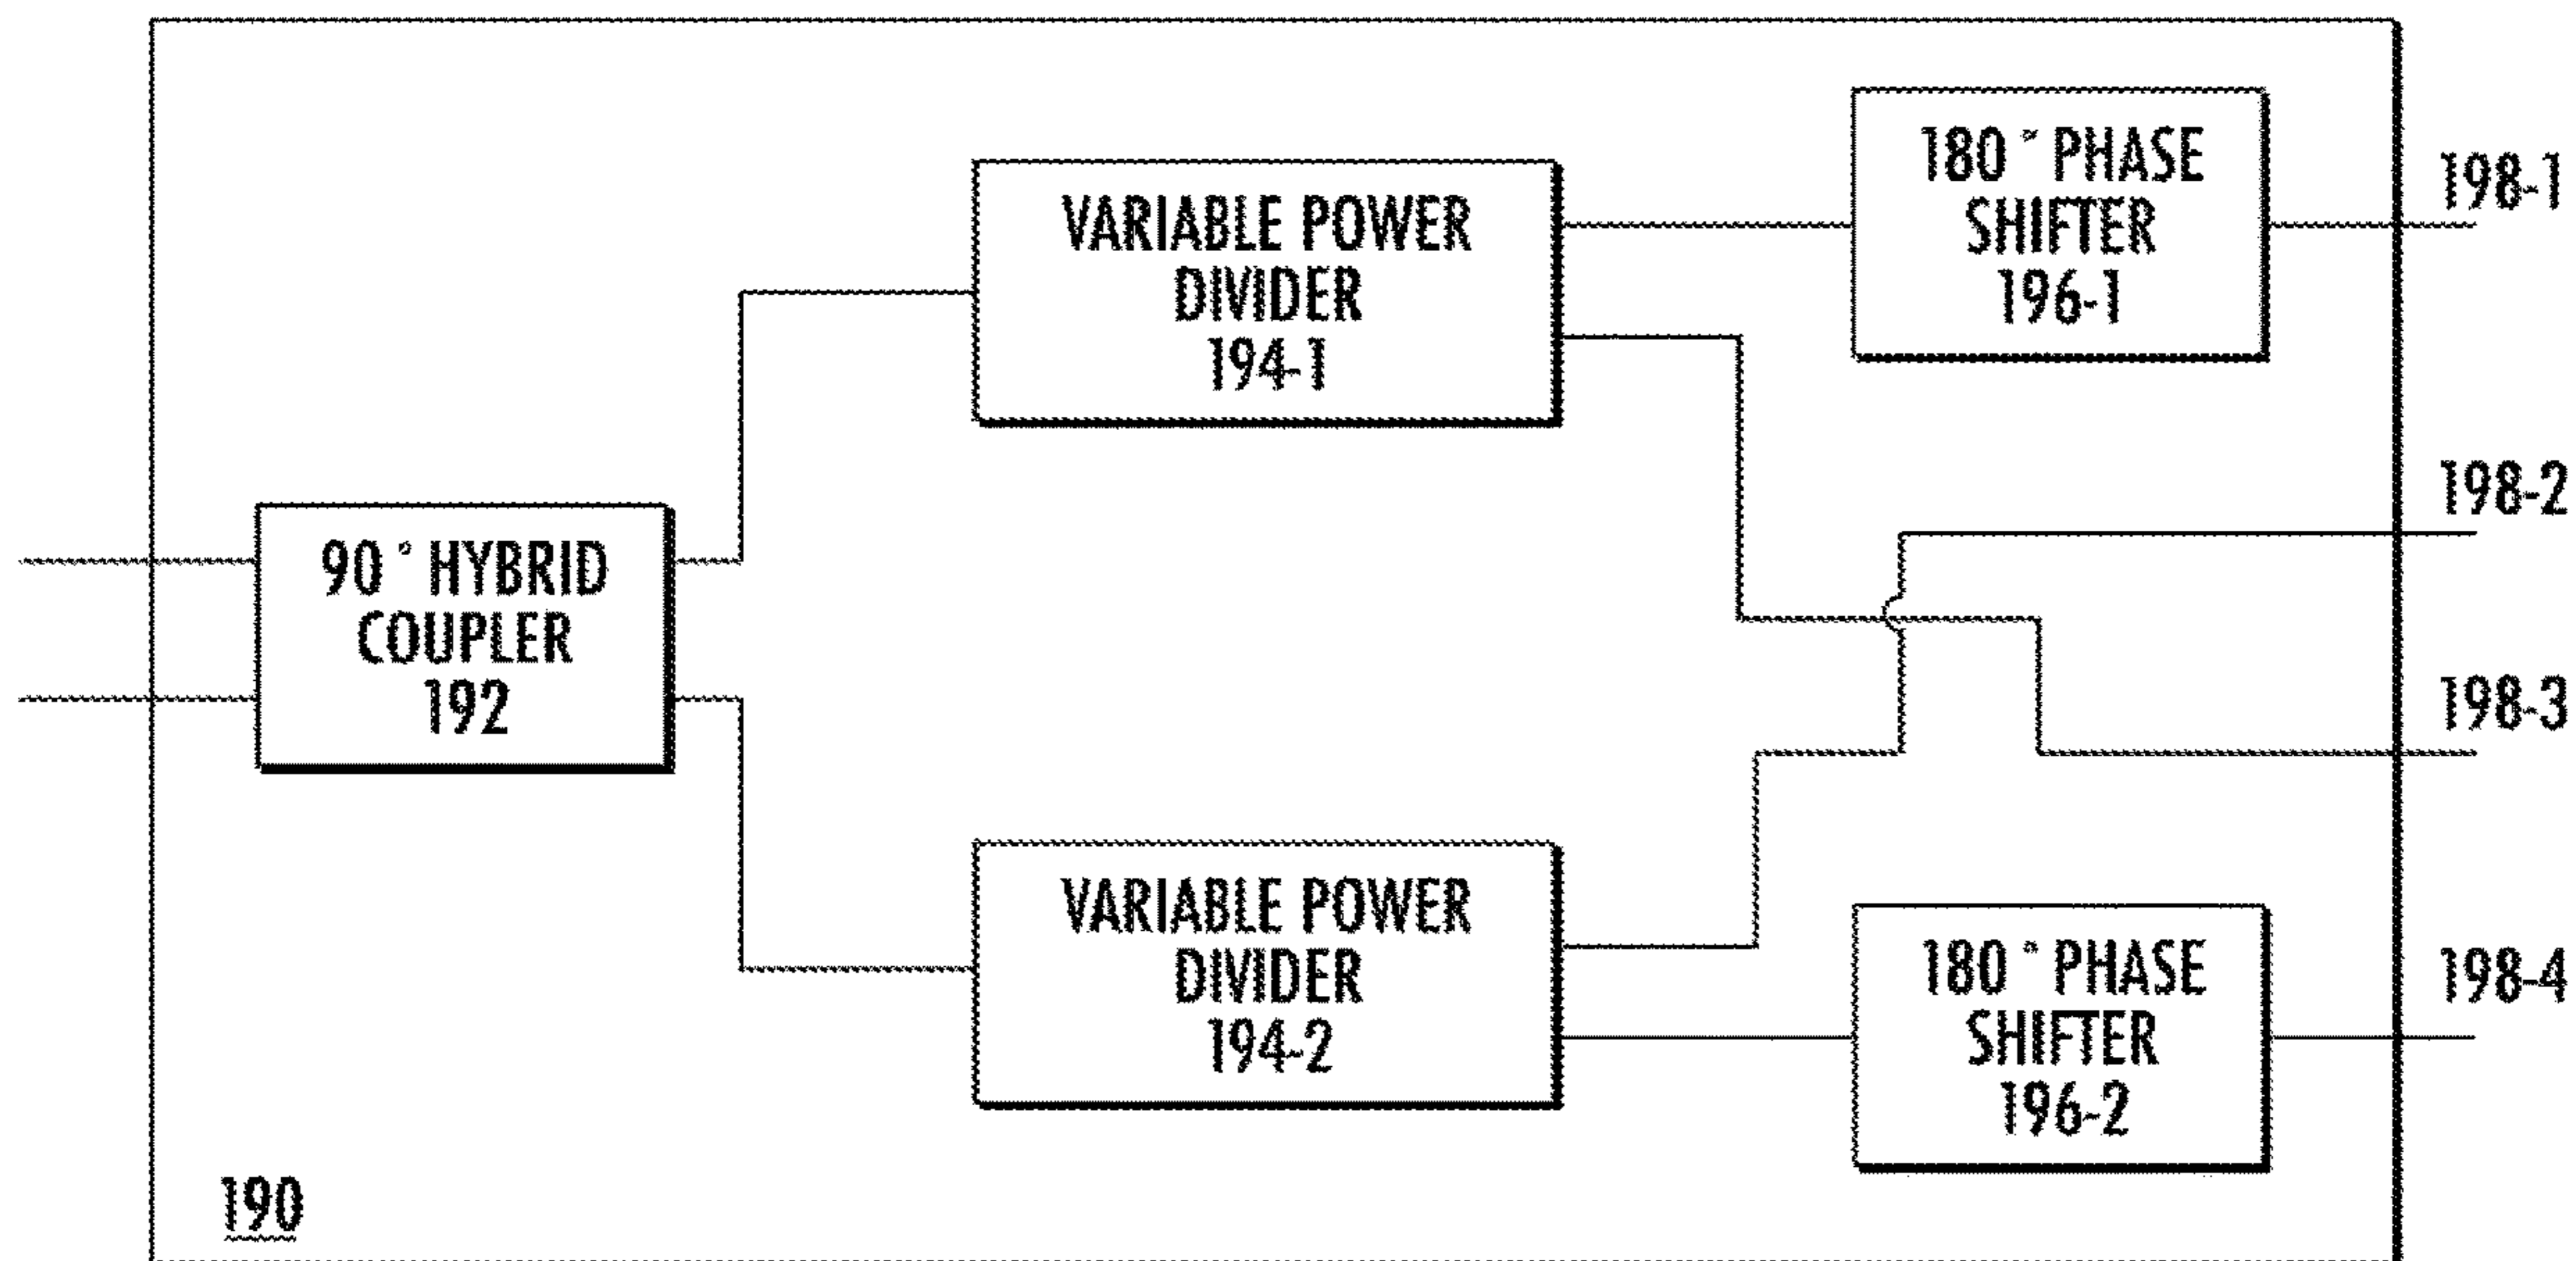 180° PHASE
SHIFTER
196-1
198-1
VARIABLE POWER
DIVIDER
194-1
198-2
90° HYBRID
COUPLER
192
198-3
VARIABLE POWER
DIVIDER
194-2
180° PHASE
SHIFTER
196-2
198-4
190